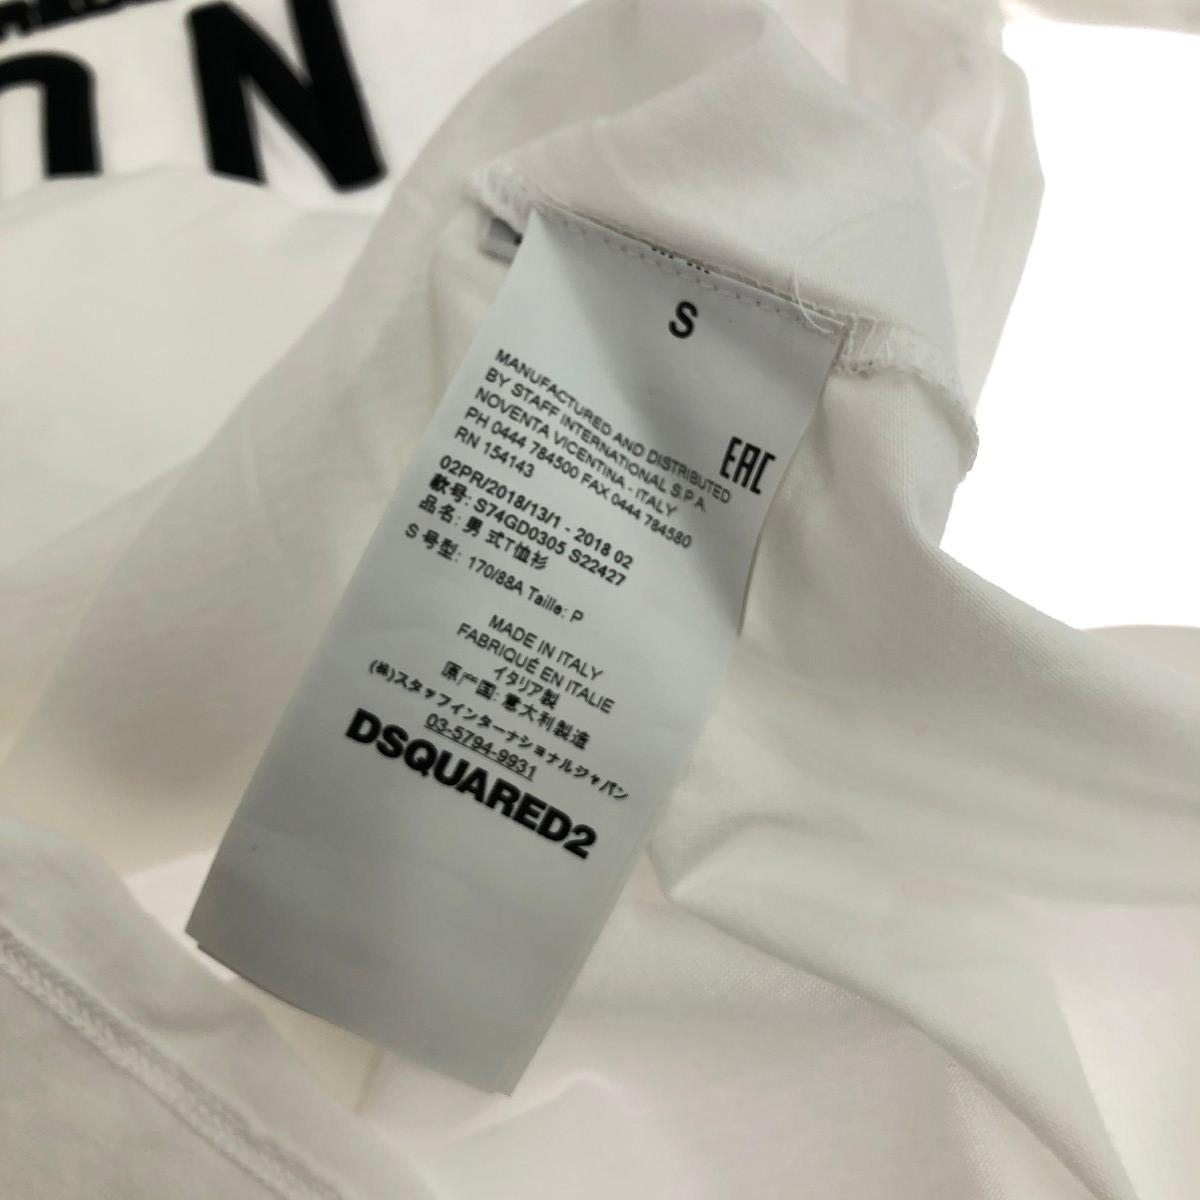 ON
S
MANUFACTURED AND DISTRIBUTED
BY STAFF INTERNATIONAL S.P.A.
NOVENTA VICENTINA - ITALY
PH 0444 784500 FAX 0444 784580
RN 154143
EAC
02PR/2018/13/1 - 2018 02
款号: S74GD0305 S22427
品名: 男 式T恤衫
S 号型: 170/88A Taille: P
MADE IN ITALY
FABRIQUÉ EN ITALIE
イタリア製
原产国: 意大利製造
(株)スタッフインターナショナルジャパン
03-5794-9931
DSQUARED2